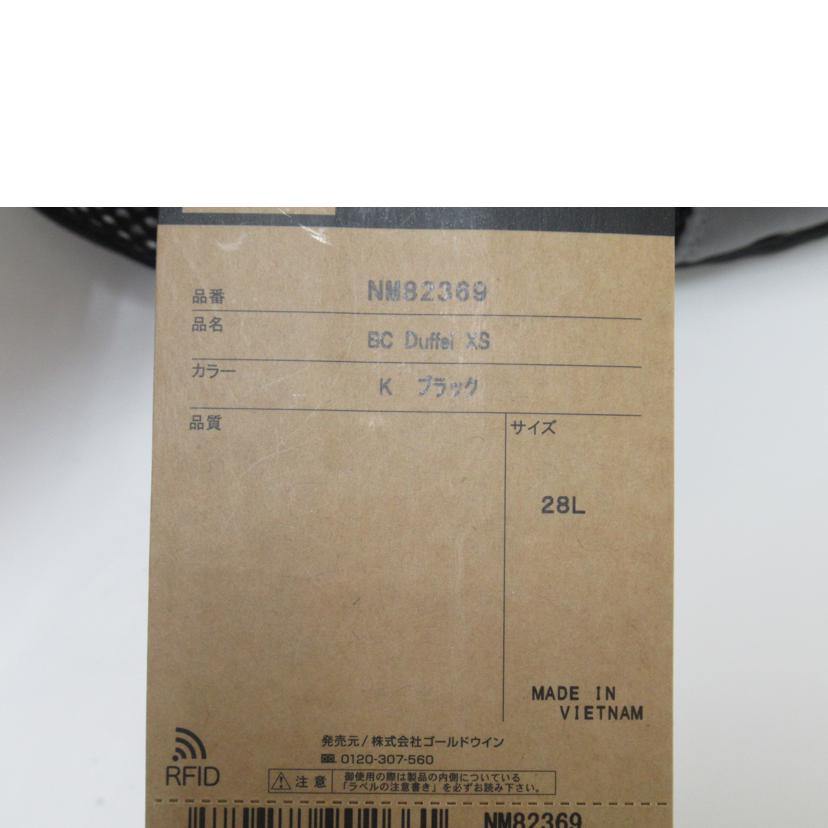 品番 NM82369
品名 BC Duffel XS
カラー K ブラック
品質
サイズ
28L
MADE IN
VIETNAM
発売元/株式会社ゴールドウイン
0120-307-560
RFID
注意 御使用の際は製品の内側についている
「ラベルの注意書き」を必ずお読み下さい。
NM82369